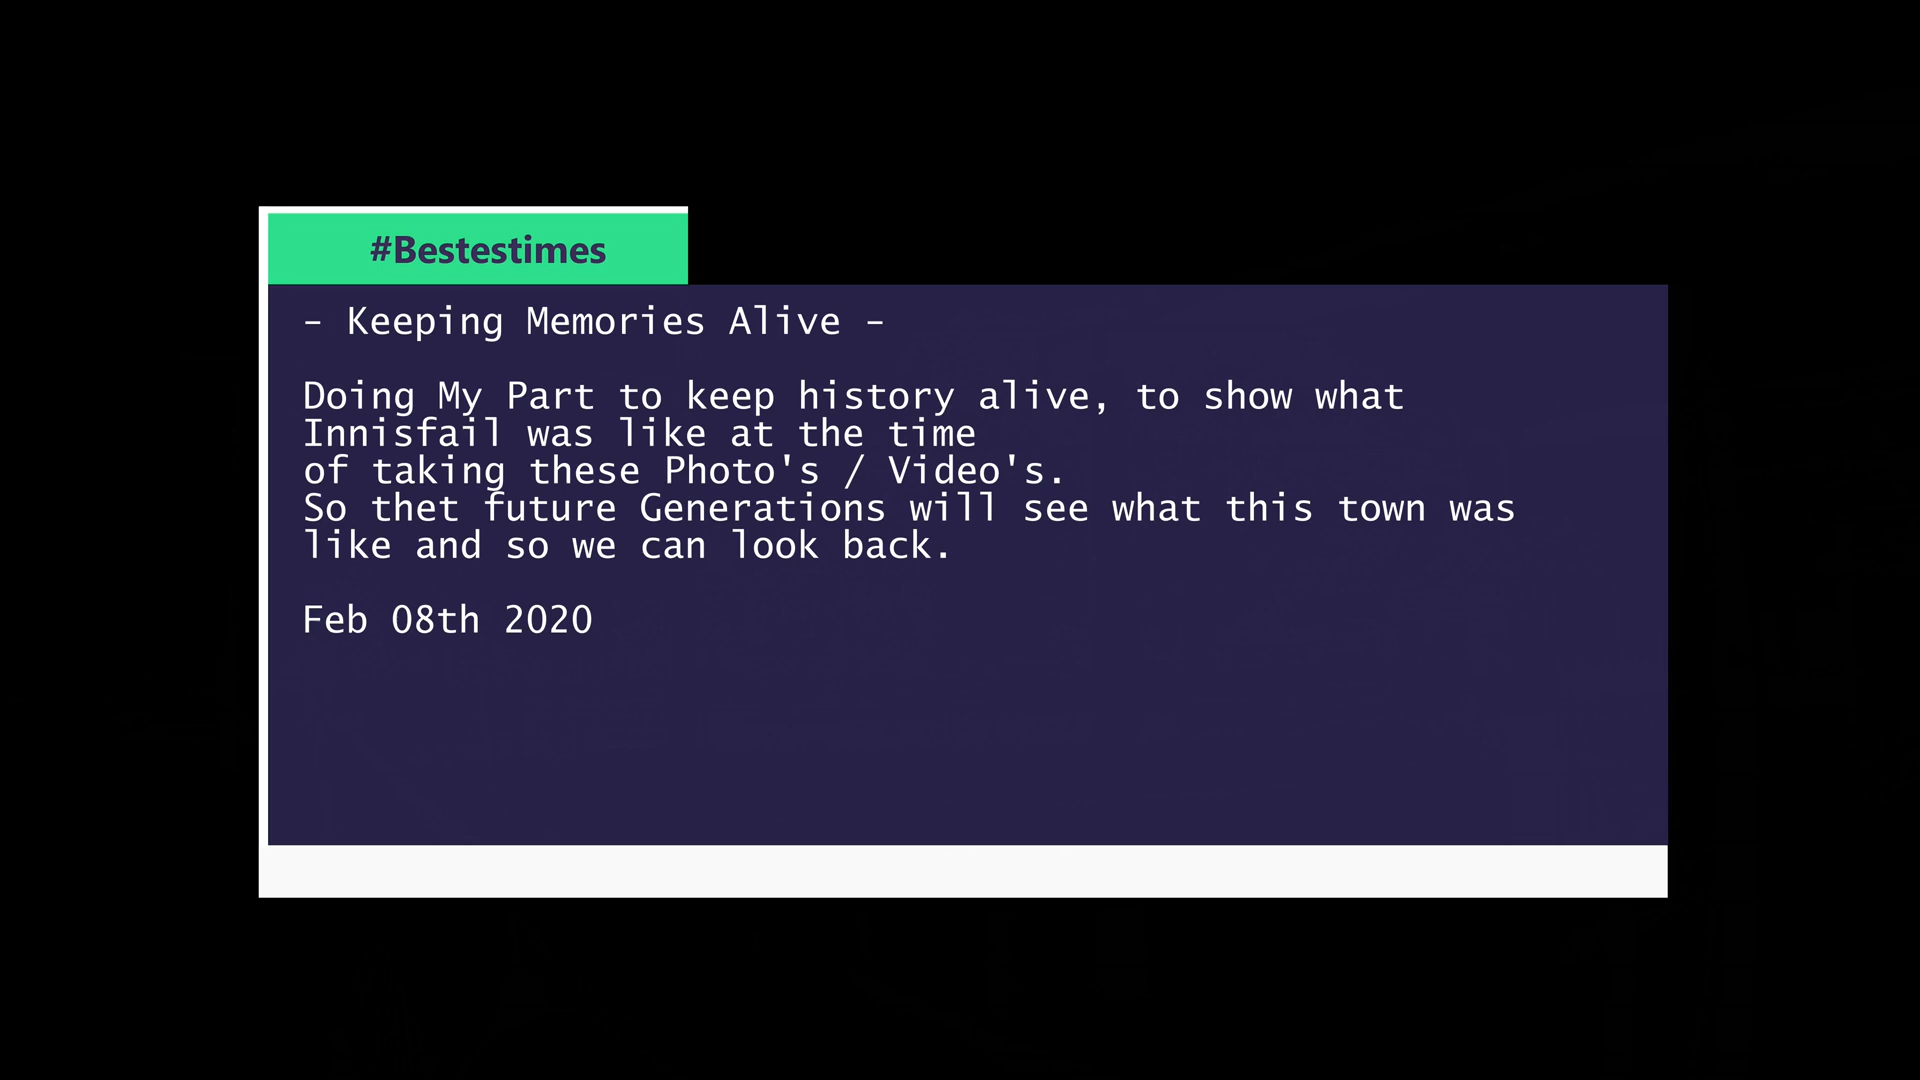 #Bestestimes
- Keeping Memories Alive -
Doing My Part to keep history alive, to show what
Innisfail was like at the time
of taking these Photo's / Video's.
So thet future Generations will see what this town was
like and so we can look back.
Feb 08th 2020